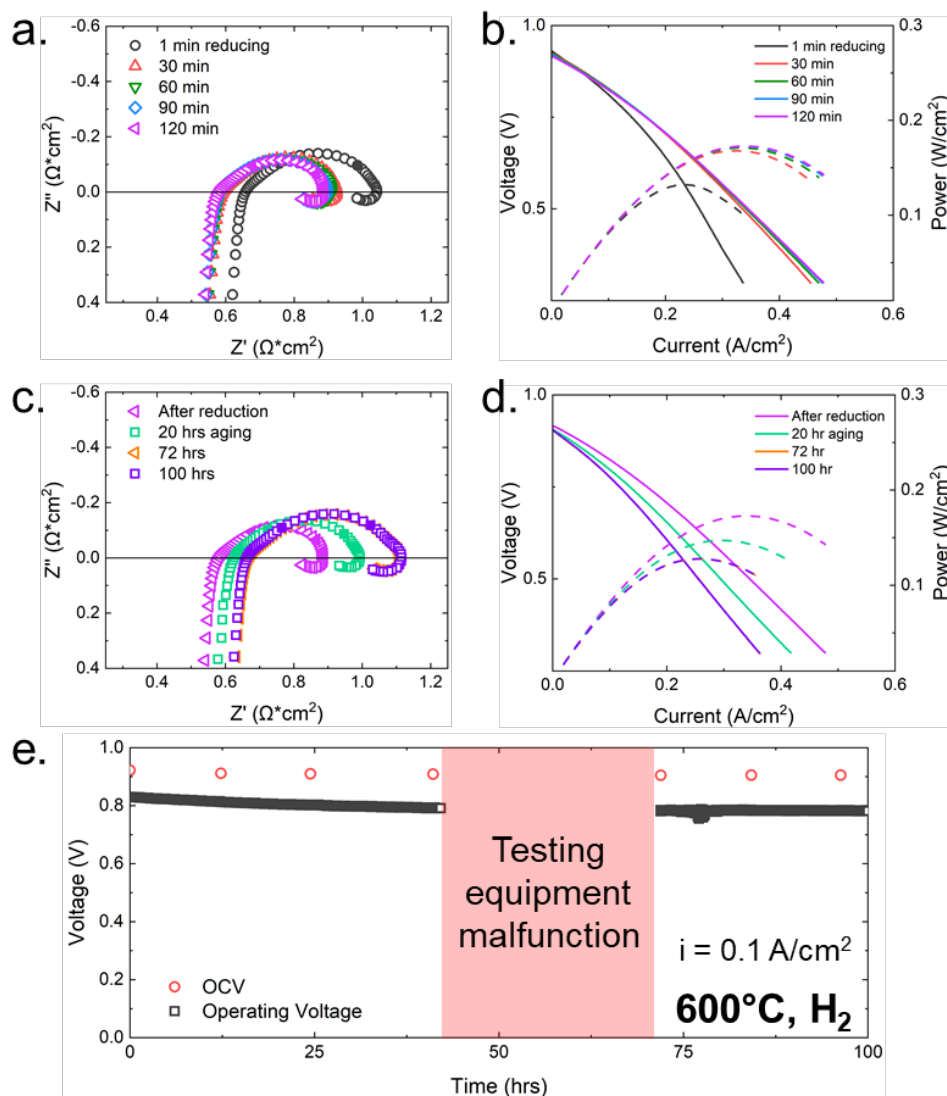 a.
-0.6
-0.4
-0.2
0.0
0.2
0.4
Z'' (Ω*cm²)
1 min reducing
30 min
60 min
90 min
120 min
0.4 0.6 0.8 1.0 1.2
Z' (Ω*cm²)
b.
1.0
0.5
Voltage (V)
1 min reducing
30 min
60 min
90 min
120 min
0.3
0.2
0.1
Power (W/cm²)
0.0 0.2 0.4 0.6
Current (A/cm²)
c.
-0.6
-0.4
-0.2
0.0
0.2
0.4
Z'' (Ω*cm²)
After reduction
20 hrs aging
72 hrs
100 hrs
0.4 0.6 0.8 1.0 1.2
Z' (Ω*cm²)
d.
1.0
0.5
Voltage (V)
After reduction
20 hr aging
72 hr
100 hr
0.3
0.2
0.1
Power (W/cm²)
0.0 0.2 0.4 0.6
Current (A/cm²)
e.
1.0
0.8
0.6
0.4
0.2
0.0
Voltage (V)
Testing
equipment
malfunction
OCV
Operating Voltage
i = 0.1 A/cm²
600°C, H₂
0 25 50 75 100
Time (hrs)